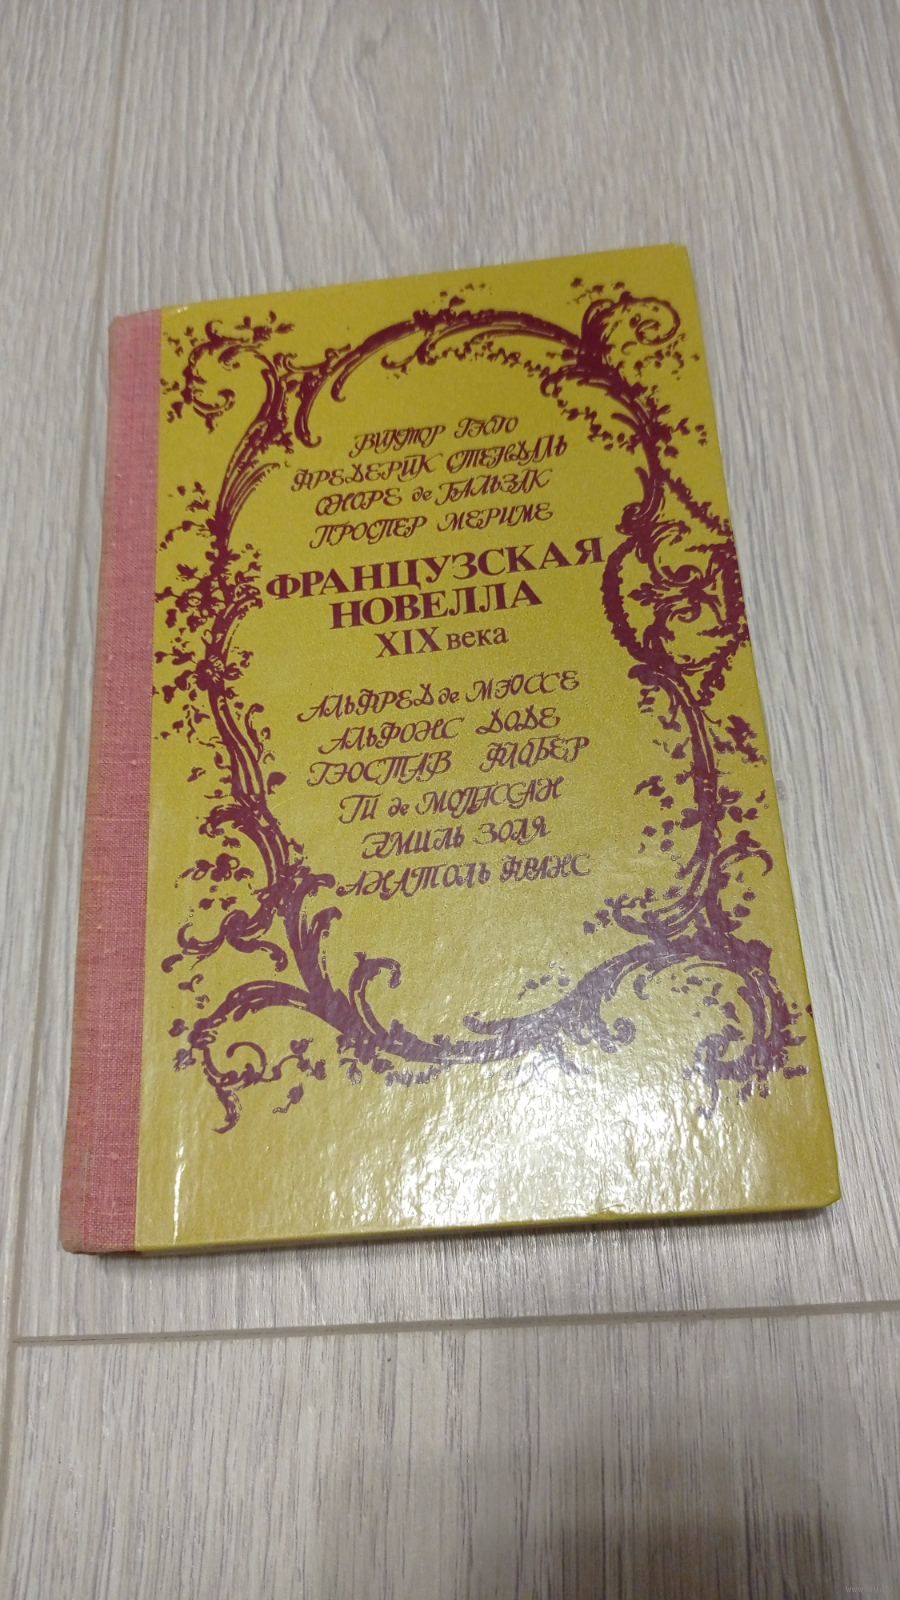 ВИКТОР ГЮГО
ФРЕДЕРИК СТЕНДАЛЬ
ОНОРЕ де БАЛЬЗАК
ПРОСПЕР МЕРИМЕ
ФРАНЦУЗСКАЯ
НОВЕЛЛА
XIX века
АЛЬФРЕД де МЮССЕ
АЛЬФОНС ДОДЕ
ГЮСТАВ ФЛОБЕР
ГИ де МОПАССАН
ЭМИЛЬ ЗОЛЯ
АНАТОЛЬ ФРАНС